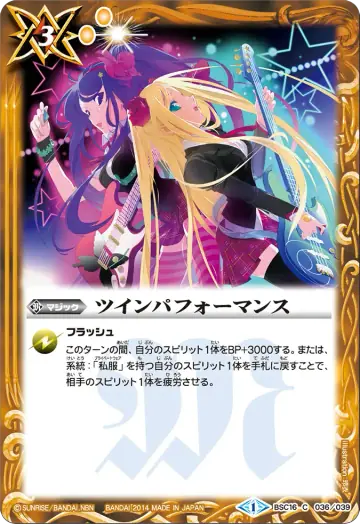 3
マジック
ツインパフォーマンス
フラッシュ
このターンの間、自分のスピリット1体をBP+3000する。または、
系統:「私服」を持つ自分のスピリット1体を手札に戻すことで、
相手のスピリット1体を疲労させる。
©SUNRISE/BANDAI,NBN BANDAI 2014 MADE IN JAPAN
1 BSC16 C 036/039